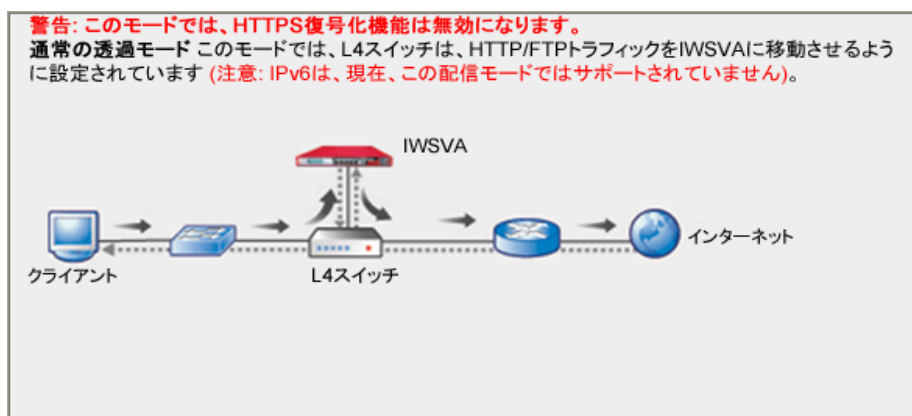 警告: このモードでは、HTTPS復号化機能は無効になります。
通常の透過モード このモードでは、L4スイッチは、HTTP/FTPトラフィックをIWSVAに移動させるよう
に設定されています (注意: IPv6は、現在、この配信モードではサポートされていません)。
IWSVA
インターネット
クライアント
L4スイッチ